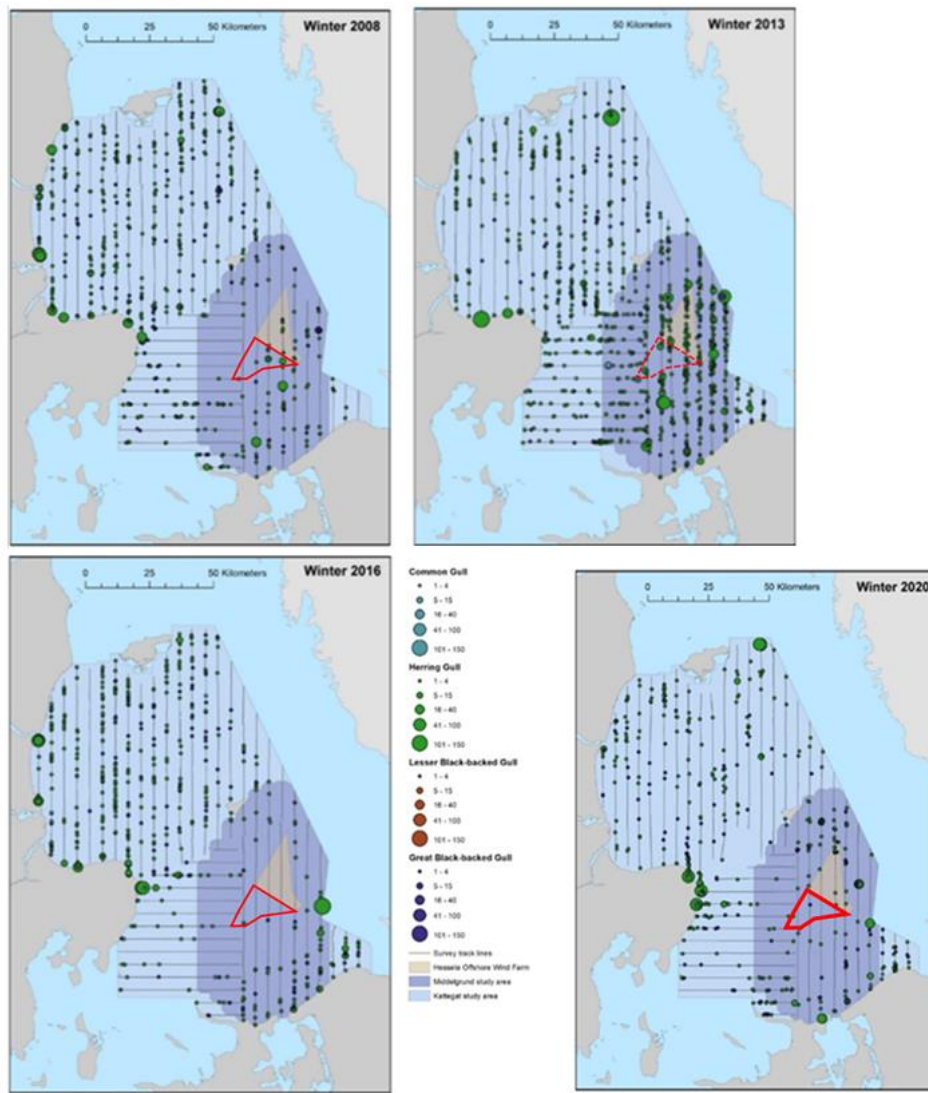 Winter 2008
0 25 50 Kilometers
Winter 2013
0 25 50 Kilometers
Winter 2016
0 25 50 Kilometers
Common Gull
1 - 4
5 - 15
16 - 40
41 - 100
101 - 150
Herring Gull
1 - 4
5 - 15
16 - 40
41 - 100
101 - 150
Lesser Black-backed Gull
1 - 4
5 - 15
16 - 40
41 - 100
101 - 150
Great Black-backed Gull
1 - 4
5 - 15
16 - 40
41 - 100
101 - 150
Survey track lines
Hesselø Offshore Wind Farm
Middelgrund study area
Kattegat study area
Winter 2020
0 25 50 Kilometers